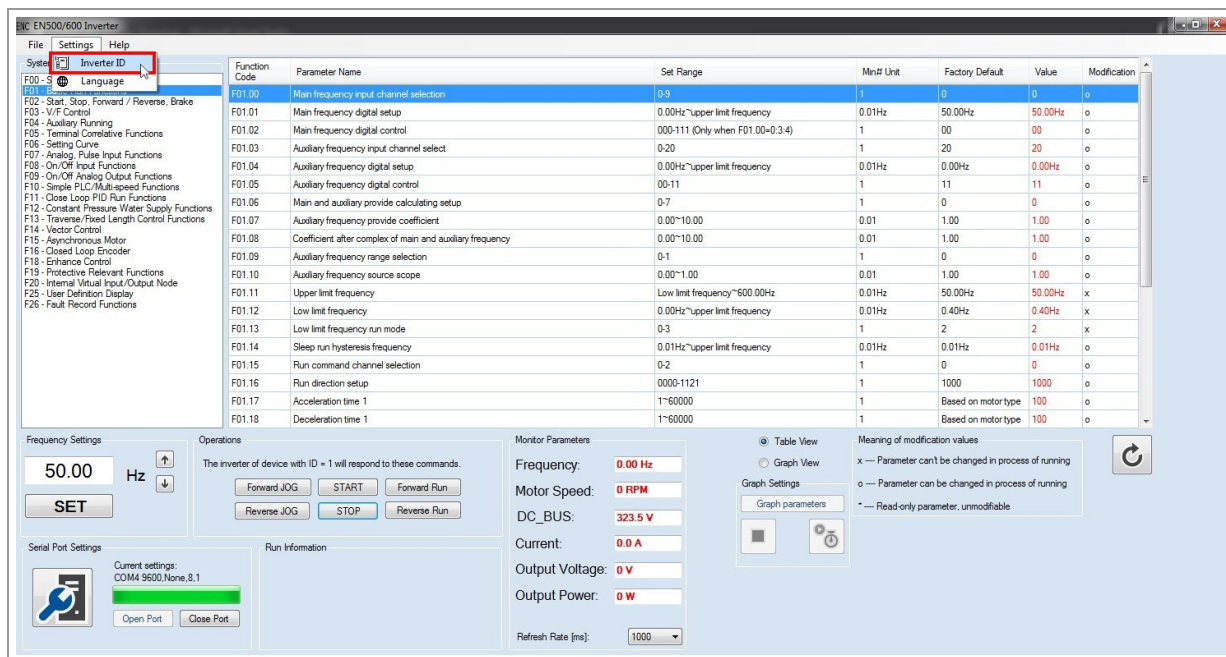 ENC EN500/600 Inverter
File Settings Help
Inverter ID
Language
F02 - Start, Stop, Forward / Reverse, Brake
F03 - V/F Control
F04 - Auxiliary Running
F05 - Terminal Correlative Functions
F06 - Setting Curve
F07 - Analog, Pulse Input Functions
F08 - On/Off Input Functions
F09 - On/Off Analog Output Functions
F10 - Simple PLC/Multi-speed Functions
F11 - Close Loop PID Run Functions
F12 - Constant Pressure Water Supply Functions
F13 - Traverse/Fixed Length Control Functions
F14 - Vector Control
F15 - Asynchronous Motor
F16 - Closed Loop Encoder
F18 - Enhance Control
F19 - Protective Relevant Functions
F20 - Internal Virtual Input/Output Node
F25 - User Definition Display
F26 - Fault Record Functions
Function Code Parameter Name Set Range Min# Unit Factory Default Value Modification
F01.00 Main frequency input channel selection 0-9 1 0 0 o
F01.01 Main frequency digital setup 0.00Hz~upper limit frequency 0.01Hz 50.00Hz 50.00Hz o
F01.02 Main frequency digital control 000-111 (Only when F01.00=0:3:4) 1 00 00 o
F01.03 Auxiliary frequency input channel select 0-20 1 20 20 o
F01.04 Auxiliary frequency digital setup 0.00Hz~upper limit frequency 0.01Hz 0.00Hz 0.00Hz o
F01.05 Auxiliary frequency digital control 00-11 1 11 11 o
F01.06 Main and auxiliary provide calculating setup 0-7 1 0 0 o
F01.07 Auxiliary frequency provide coefficient 0.00~10.00 0.01 1.00 1.00 o
F01.08 Coefficient after complex of main and auxiliary frequency 0.00~10.00 0.01 1.00 1.00 o
F01.09 Auxiliary frequency range selection 0-1 1 0 0 o
F01.10 Auxiliary frequency source scope 0.00~1.00 0.01 1.00 1.00 o
F01.11 Upper limit frequency Low limit frequency~600.00Hz 0.01Hz 50.00Hz 50.00Hz x
F01.12 Low limit frequency 0.00Hz~upper limit frequency 0.01Hz 0.40Hz 0.40Hz x
F01.13 Low limit frequency run mode 0-3 1 2 2 x
F01.14 Sleep run hysteresis frequency 0.01Hz~upper limit frequency 0.01Hz 0.01Hz 0.01Hz o
F01.15 Run command channel selection 0-2 1 0 0 o
F01.16 Run direction setup 0000-1121 1 1000 1000 o
F01.17 Acceleration time 1 1~60000 1 Based on motor type 100 o
F01.18 Deceleration time 1 1~60000 1 Based on motor type 100 o
Frequency Settings
50.00 Hz
SET
Operations
The inverter of device with ID = 1 will respond to these commands.
Forward JOG START Forward Run
Reverse JOG STOP Reverse Run
Serial Port Settings
Current settings:
COM4 9600,None,8,1
Open Port Close Port
Run Information
Monitor Parameters
Frequency: 0.00 Hz
Motor Speed: 0 RPM
DC_BUS: 323.5 V
Current: 0.0 A
Output Voltage: 0 V
Output Power: 0 W
Refresh Rate [ms]: 1000
Table View
Graph View
Graph Settings
Graph parameters
Meaning of modification values
x --- Parameter can't be changed in process of running
o --- Parameter can be changed in process of running
* --- Read-only parameter, unmodifiable